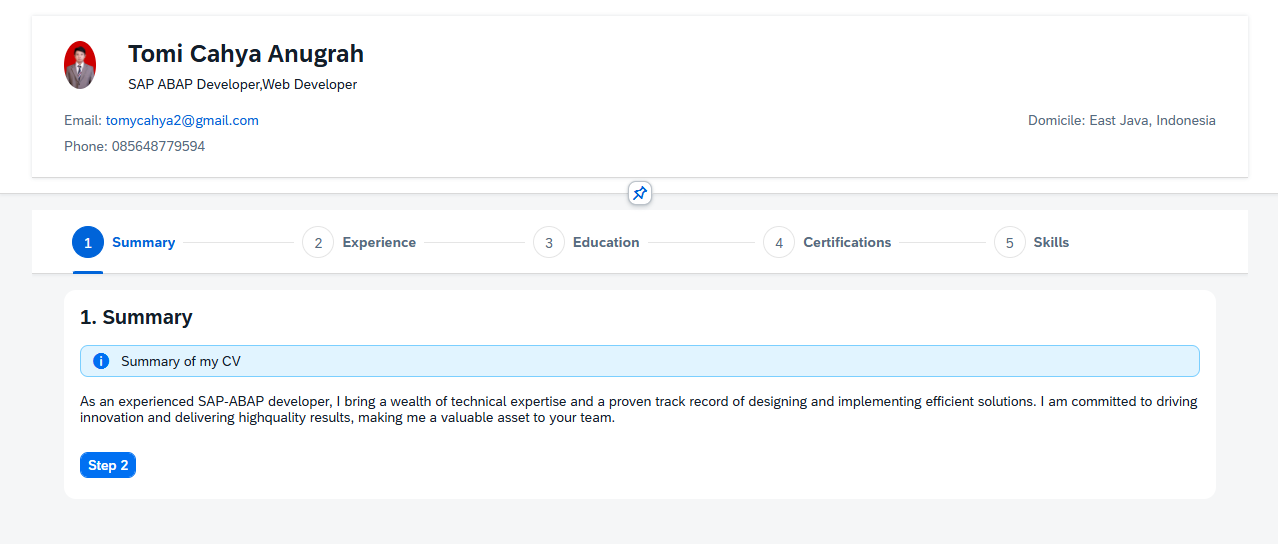 Tomi Cahya Anugrah
SAP ABAP Developer,Web Developer
Email: tomycahya2@gmail.com
Domicile: East Java, Indonesia
Phone: 085648779594
1 Summary 2 Experience 3 Education 4 Certifications 5 Skills
1. Summary
Summary of my CV
As an experienced SAP-ABAP developer, I bring a wealth of technical expertise and a proven track record of designing and implementing efficient solutions. I am committed to driving
innovation and delivering highquality results, making me a valuable asset to your team.
Step 2